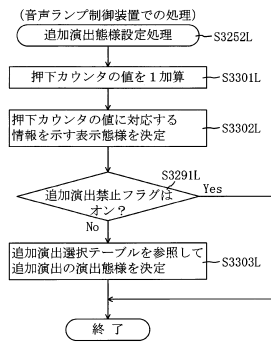 (音声ランプ制御装置での処理)
追加演出態様設定処理
S3252L
押下カウンタの値を1加算
S3301L
押下カウンタの値に対応する
情報を示す表示態様を決定
S3302L
S3291L
追加演出禁止フラグは
オン?
Yes
No
追加演出選択テーブルを参照して
追加演出の演出態様を決定
S3303L
終了